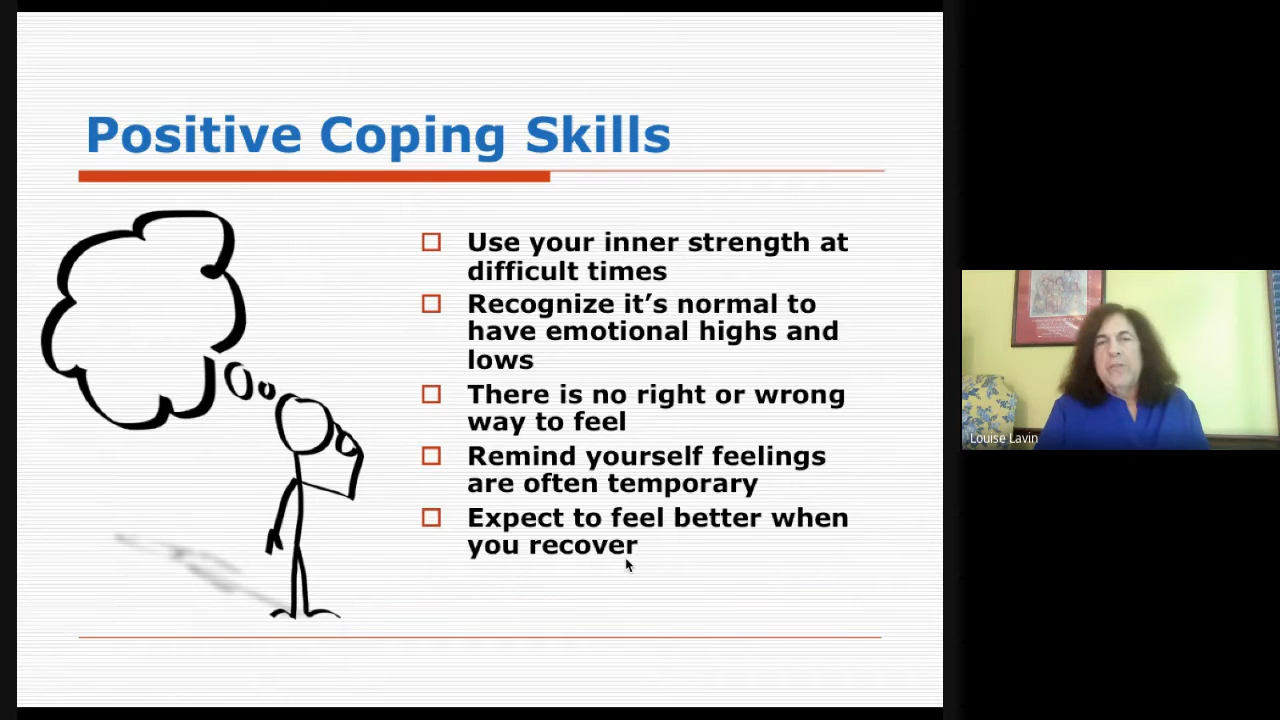 Positive Coping Skills
Use your inner strength at
difficult times
Recognize it’s normal to
have emotional highs and
lows
There is no right or wrong
way to feel
Remind yourself feelings
are often temporary
Expect to feel better when
you recover
Louise Lavin